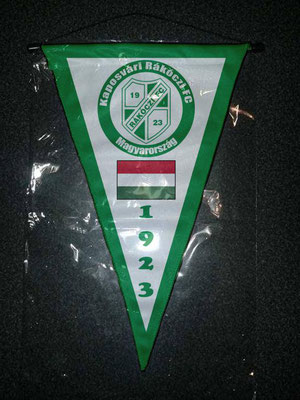 Kaposvári Rákóczi FC
19
RÁKÓCZI FC
23
Magyarország
1
9
2
3